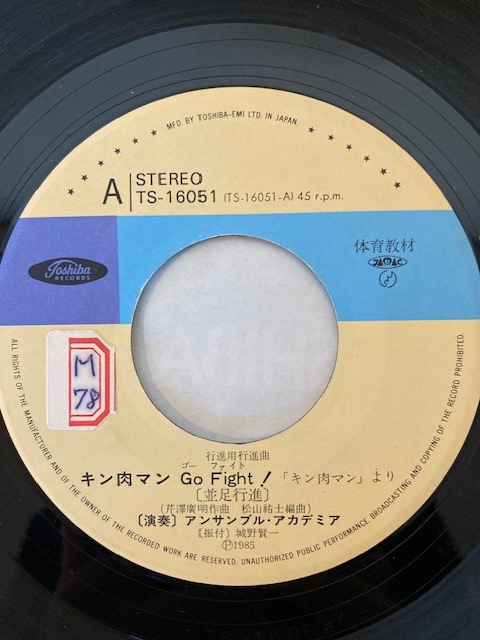 MFD. BY TOSHIBA-EMI LTD. IN JAPAN
A
STEREO
TS-16051 (TS-16051-A) 45 r.p.m.
Toshiba
RECORDS
体育教材
JASRAC
M
78
行進用行進曲
ゴー ファイト
キン肉マン Go Fight! 「キン肉マン」より
〔並足行進〕
(芹澤廣明作曲 松山祐士編曲)
〔演奏〕アンサンブル・アカデミア
〔振付〕城野賢一
Ⓟ1985
ALL RIGHTS OF THE MANUFACTURER AND OF THE OWNER OF THE RECORDED WORK ARE RESERVED. UNAUTHORIZED PUBLIC PERFORMANCE, BROADCASTING AND COPYING OF THE RECORD PROHIBITED.